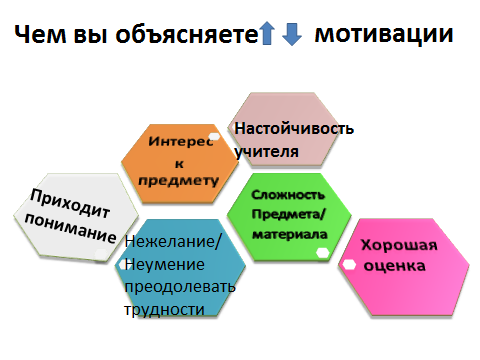 Чем вы объясняете мотивации
Настойчивость
учителя
Интерес
к
предмету
Приходит
понимание
Сложность
Предмета/
материала
Нежелание/
Неумение
преодолевать
трудности
Хорошая
оценка